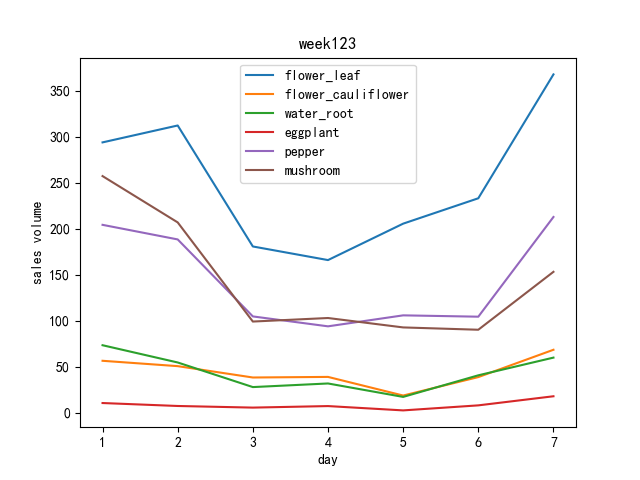 week123
flower_leaf
flower_cauliflower
water_root
eggplant
pepper
mushroom
350
300
250
200
150
100
50
0
sales volume
1 2 3 4 5 6 7
day